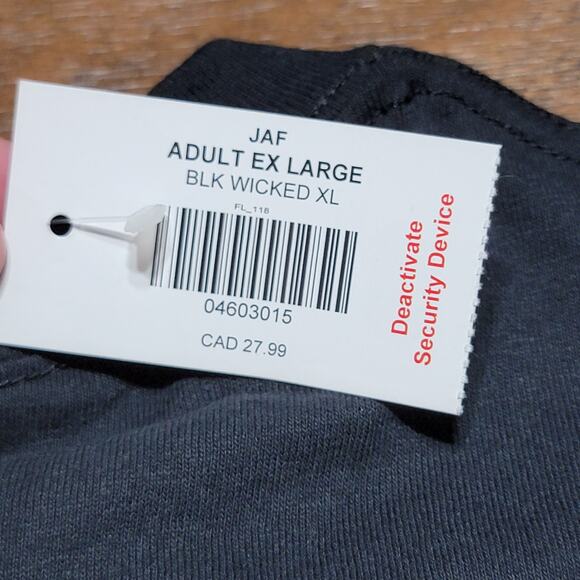 JAF
ADULT EX LARGE
BLK WICKED XL
FL_118
04603015
CAD 27.99
Deactivate
Security Device